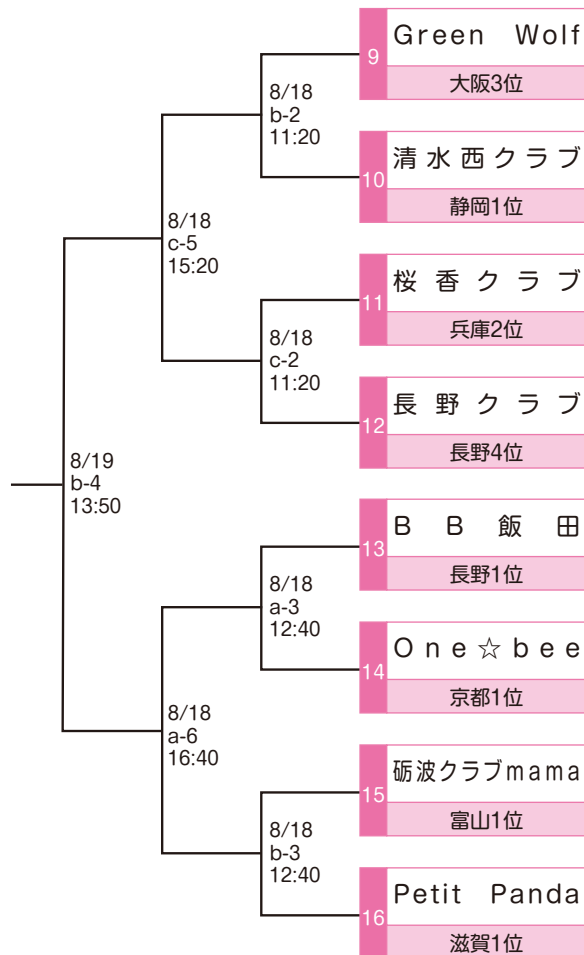 9
Green Wolf
大阪3位
8/18
b-2
11:20
10
清水西クラブ
静岡1位
8/18
c-5
15:20
11
桜香クラブ
兵庫2位
8/18
c-2
11:20
12
長野クラブ
長野4位
8/19
b-4
13:50
13
BB飯田
長野1位
8/18
a-3
12:40
14
One☆bee
京都1位
8/18
a-6
16:40
15
砺波クラブmama
富山1位
8/18
b-3
12:40
16
Petit Panda
滋賀1位